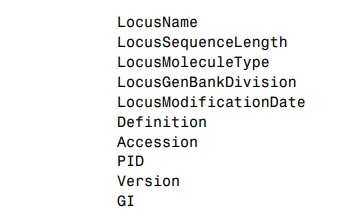 LocusName
LocusSequenceLength
LocusMoleculeType
LocusGenBankDivision
LocusModificationDate
Definition
Accession
PID
Version
GI